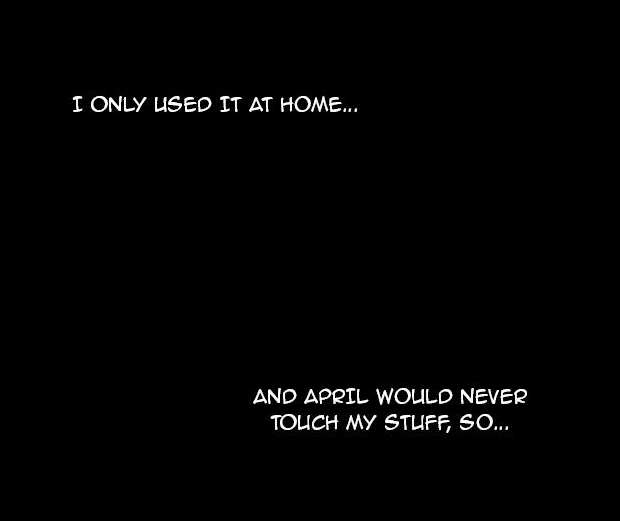 I ONLY USED IT AT HOME...
AND APRIL WOULD NEVER
TOUCH MY STUFF, SO...